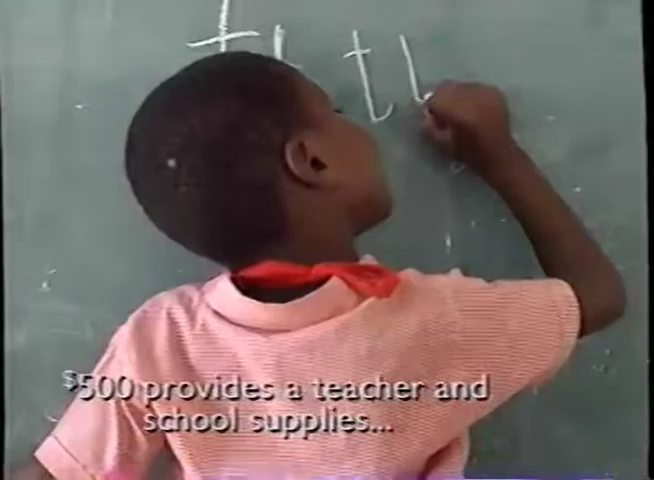 $500 provides a teacher and
school supplies...